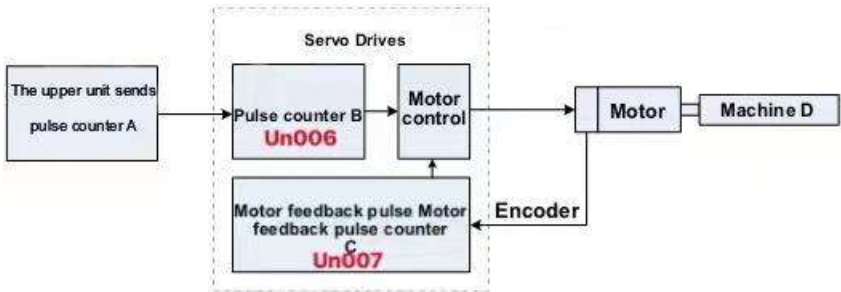 Servo Drives
The upper unit sends
pulse counter A
Pulse counter B
Un006
Motor
control
Motor
Machine D
Motor feedback pulse Motor
feedback pulse counter
C
Un007
Encoder